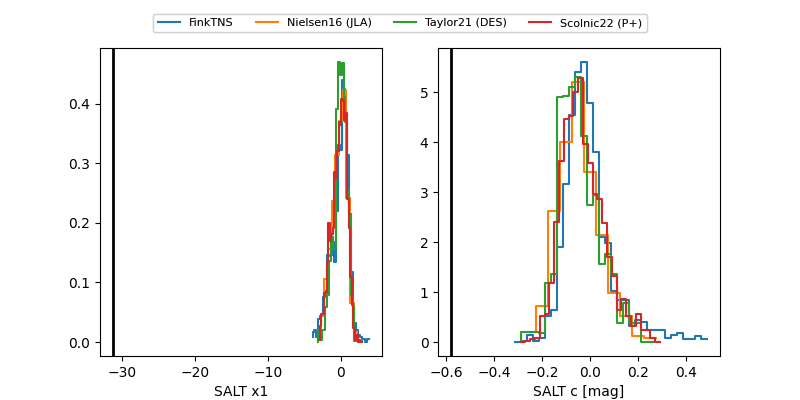 FinkTNS Nielsen16 (JLA) Taylor21 (DES) Scolnic22 (P+)
0.4
0.3
0.2
0.1
0.0
−30 −20 −10 0
SALT x1
5
4
3
2
1
0
−0.6 −0.4 −0.2 0.0 0.2 0.4
SALT c [mag]